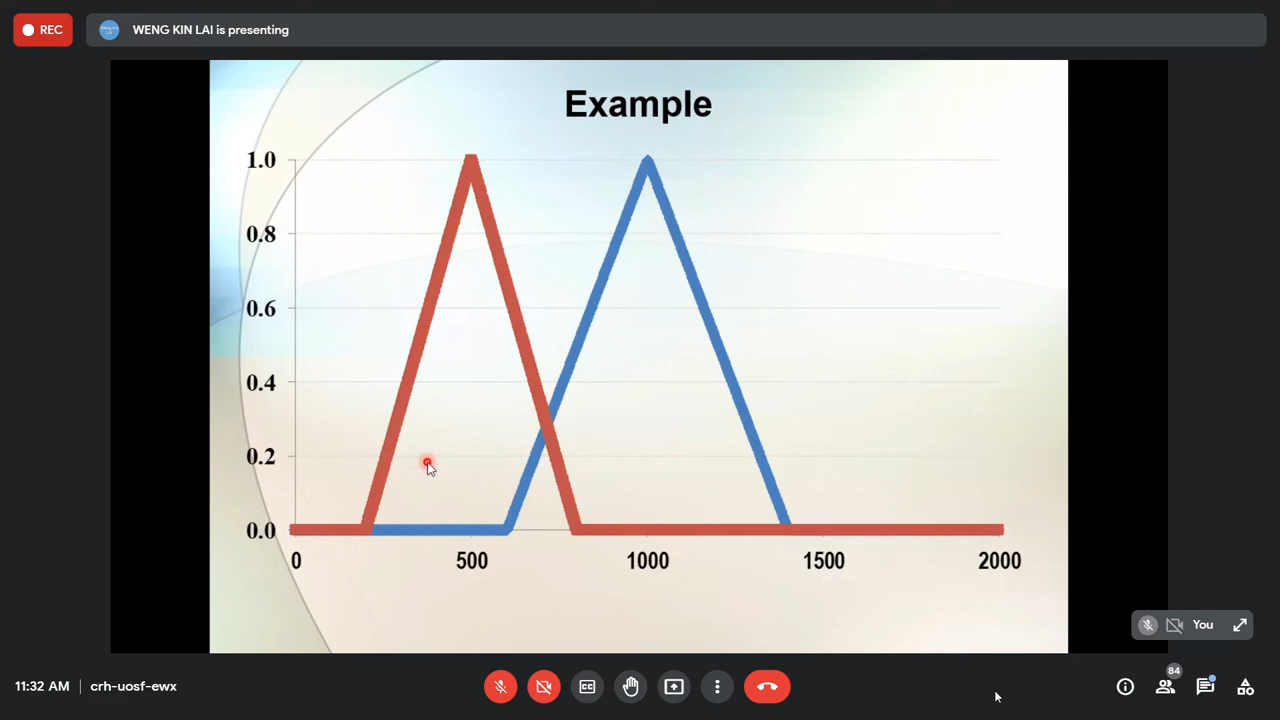 REC
WENG KIN LAI is presenting
Example
1.0
0.8
0.6
0.4
0.2
0.0
0 500 1000 1500 2000
You
84
11:32 AM | crh-uosf-ewx